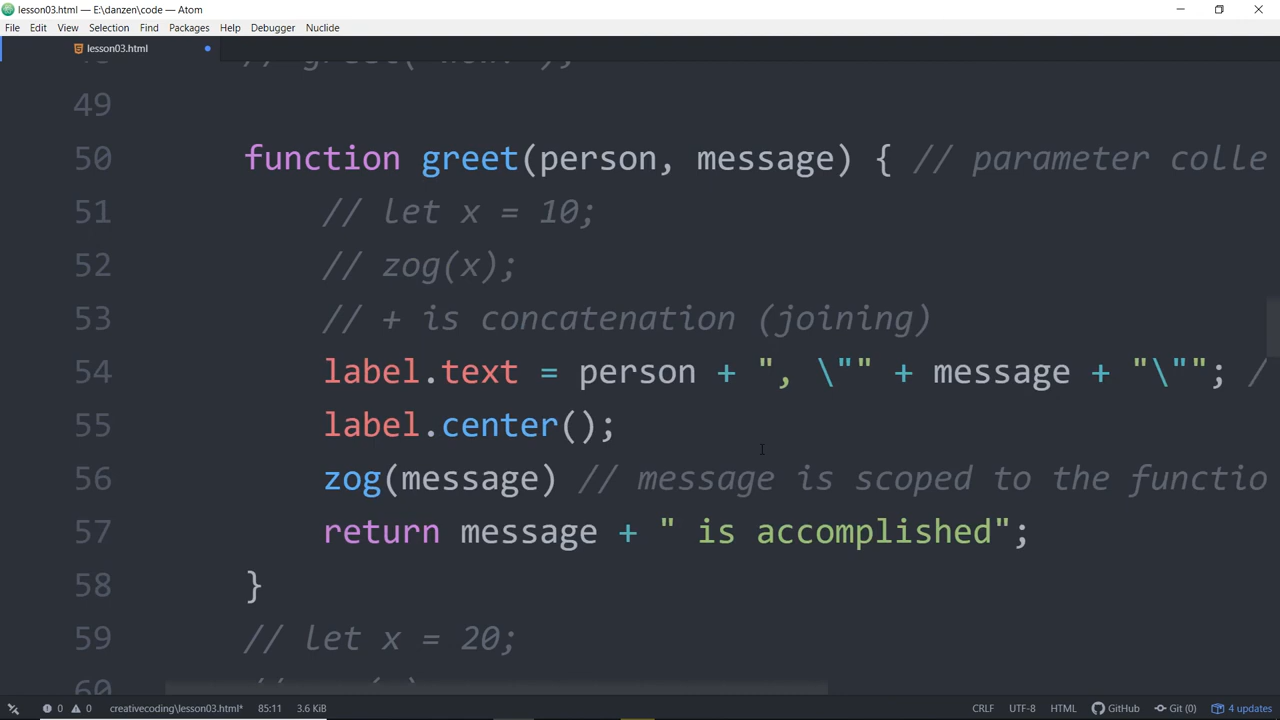 lesson03.html — E:\danzen\code — Atom
File Edit View Selection Find Packages Help Debugger Nuclide
lesson03.html
49
50 function greet(person, message) { // parameter colle
51 // let x = 10;
52 // zog(x);
53 // + is concatenation (joining)
54 label.text = person + ", \"" + message + "\""; /
55 label.center();
56 zog(message) // message is scoped to the functio
57 return message + " is accomplished";
58 }
59 // let x = 20;
60
0 0 creativecoding\lesson03.html* 85:11 3.6 KiB CRLF UTF-8 HTML GitHub Git (0) 4 updates